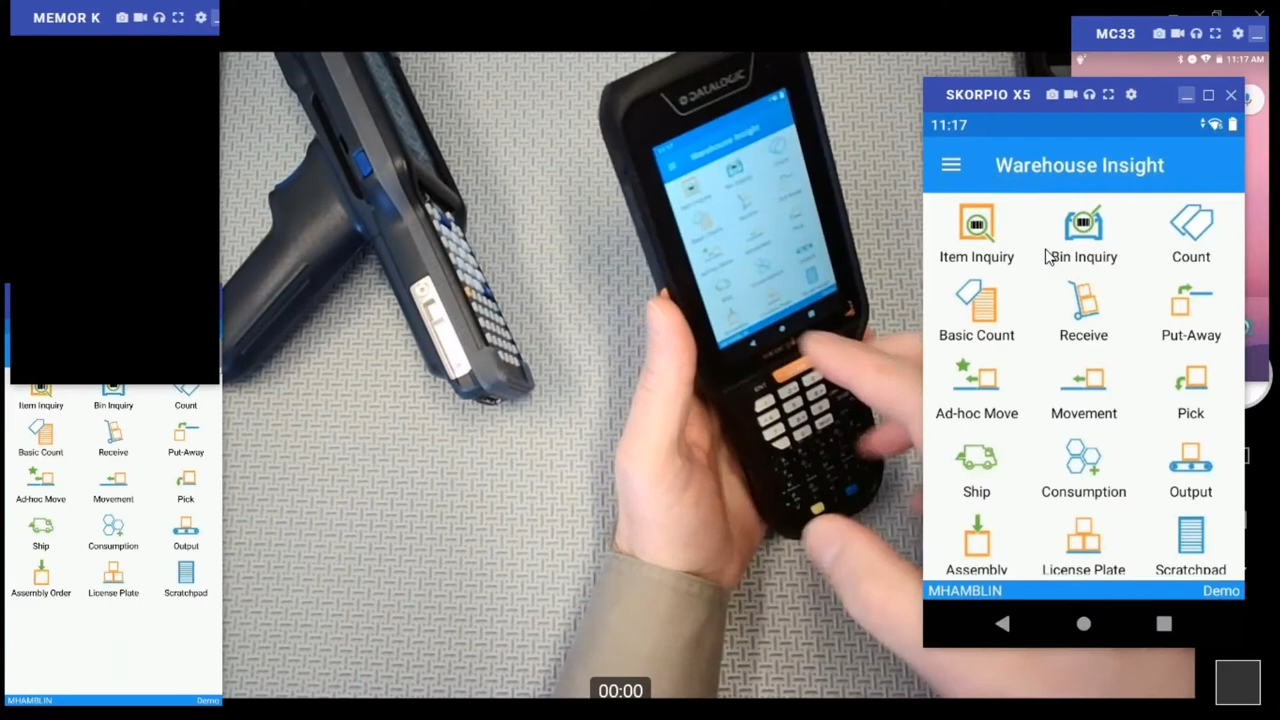 MEMOR K
MC33
11:17 AM
SKORPIO X5
11:17
Warehouse Insight
Item Inquiry
Bin Inquiry
Count
Basic Count
Receive
Put-Away
Ad-hoc Move
Movement
Pick
Ship
Consumption
Output
Assembly
License Plate
Scratchpad
MHAMBLIN
Demo
DATALOGIC
Warehouse Insight
Item Inquiry
Bin Inquiry
Count
Basic Count
Receive
Put-Away
Ad-hoc Move
Movement
Pick
Ship
Consumption
Output
Assembly Order
License Plate
Scratchpad
MHAMBLIN
Demo
00:00